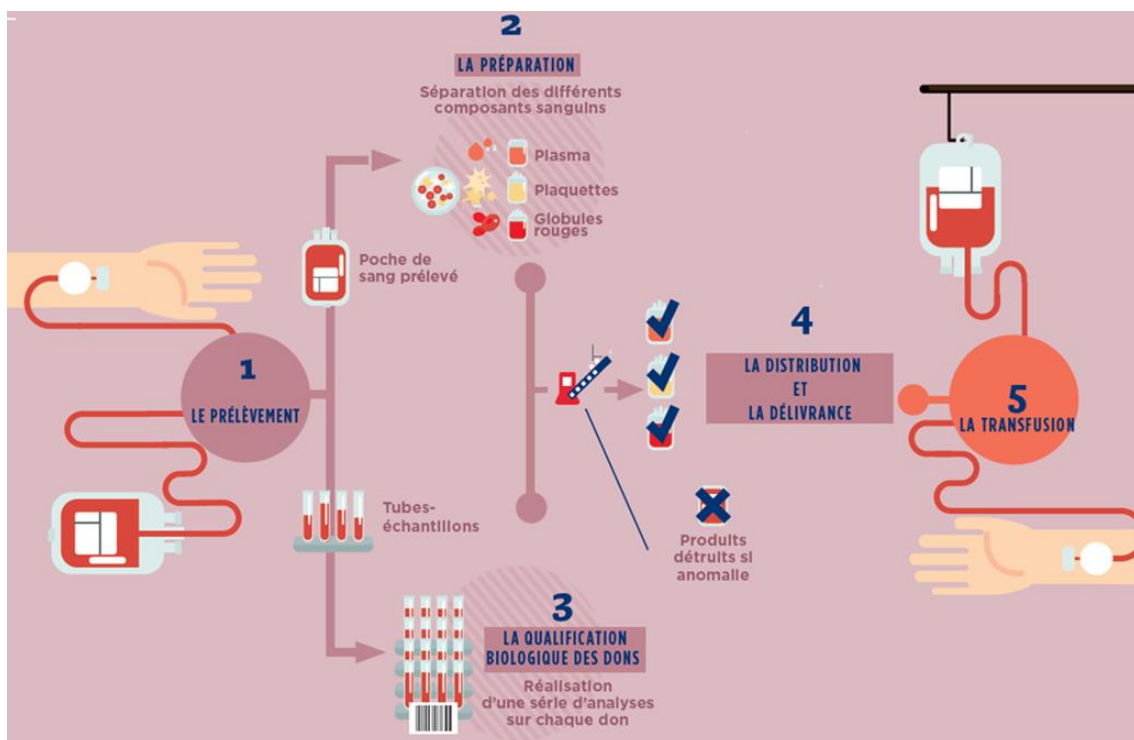 1
LE PRÉLÈVEMENT
Poche de
sang prélevé
Tubes-
échantillons
2
LA PRÉPARATION
Séparation des différents
composants sanguins
Plasma
Plaquettes
Globules
rouges
3
LA QUALIFICATION
BIOLOGIQUE DES DONS
Réalisation
d'une série d'analyses
sur chaque don
Produits
détruits si
anomalie
4
LA DISTRIBUTION
ET
LA DÉLIVRANCE
5
LA TRANSFUSION